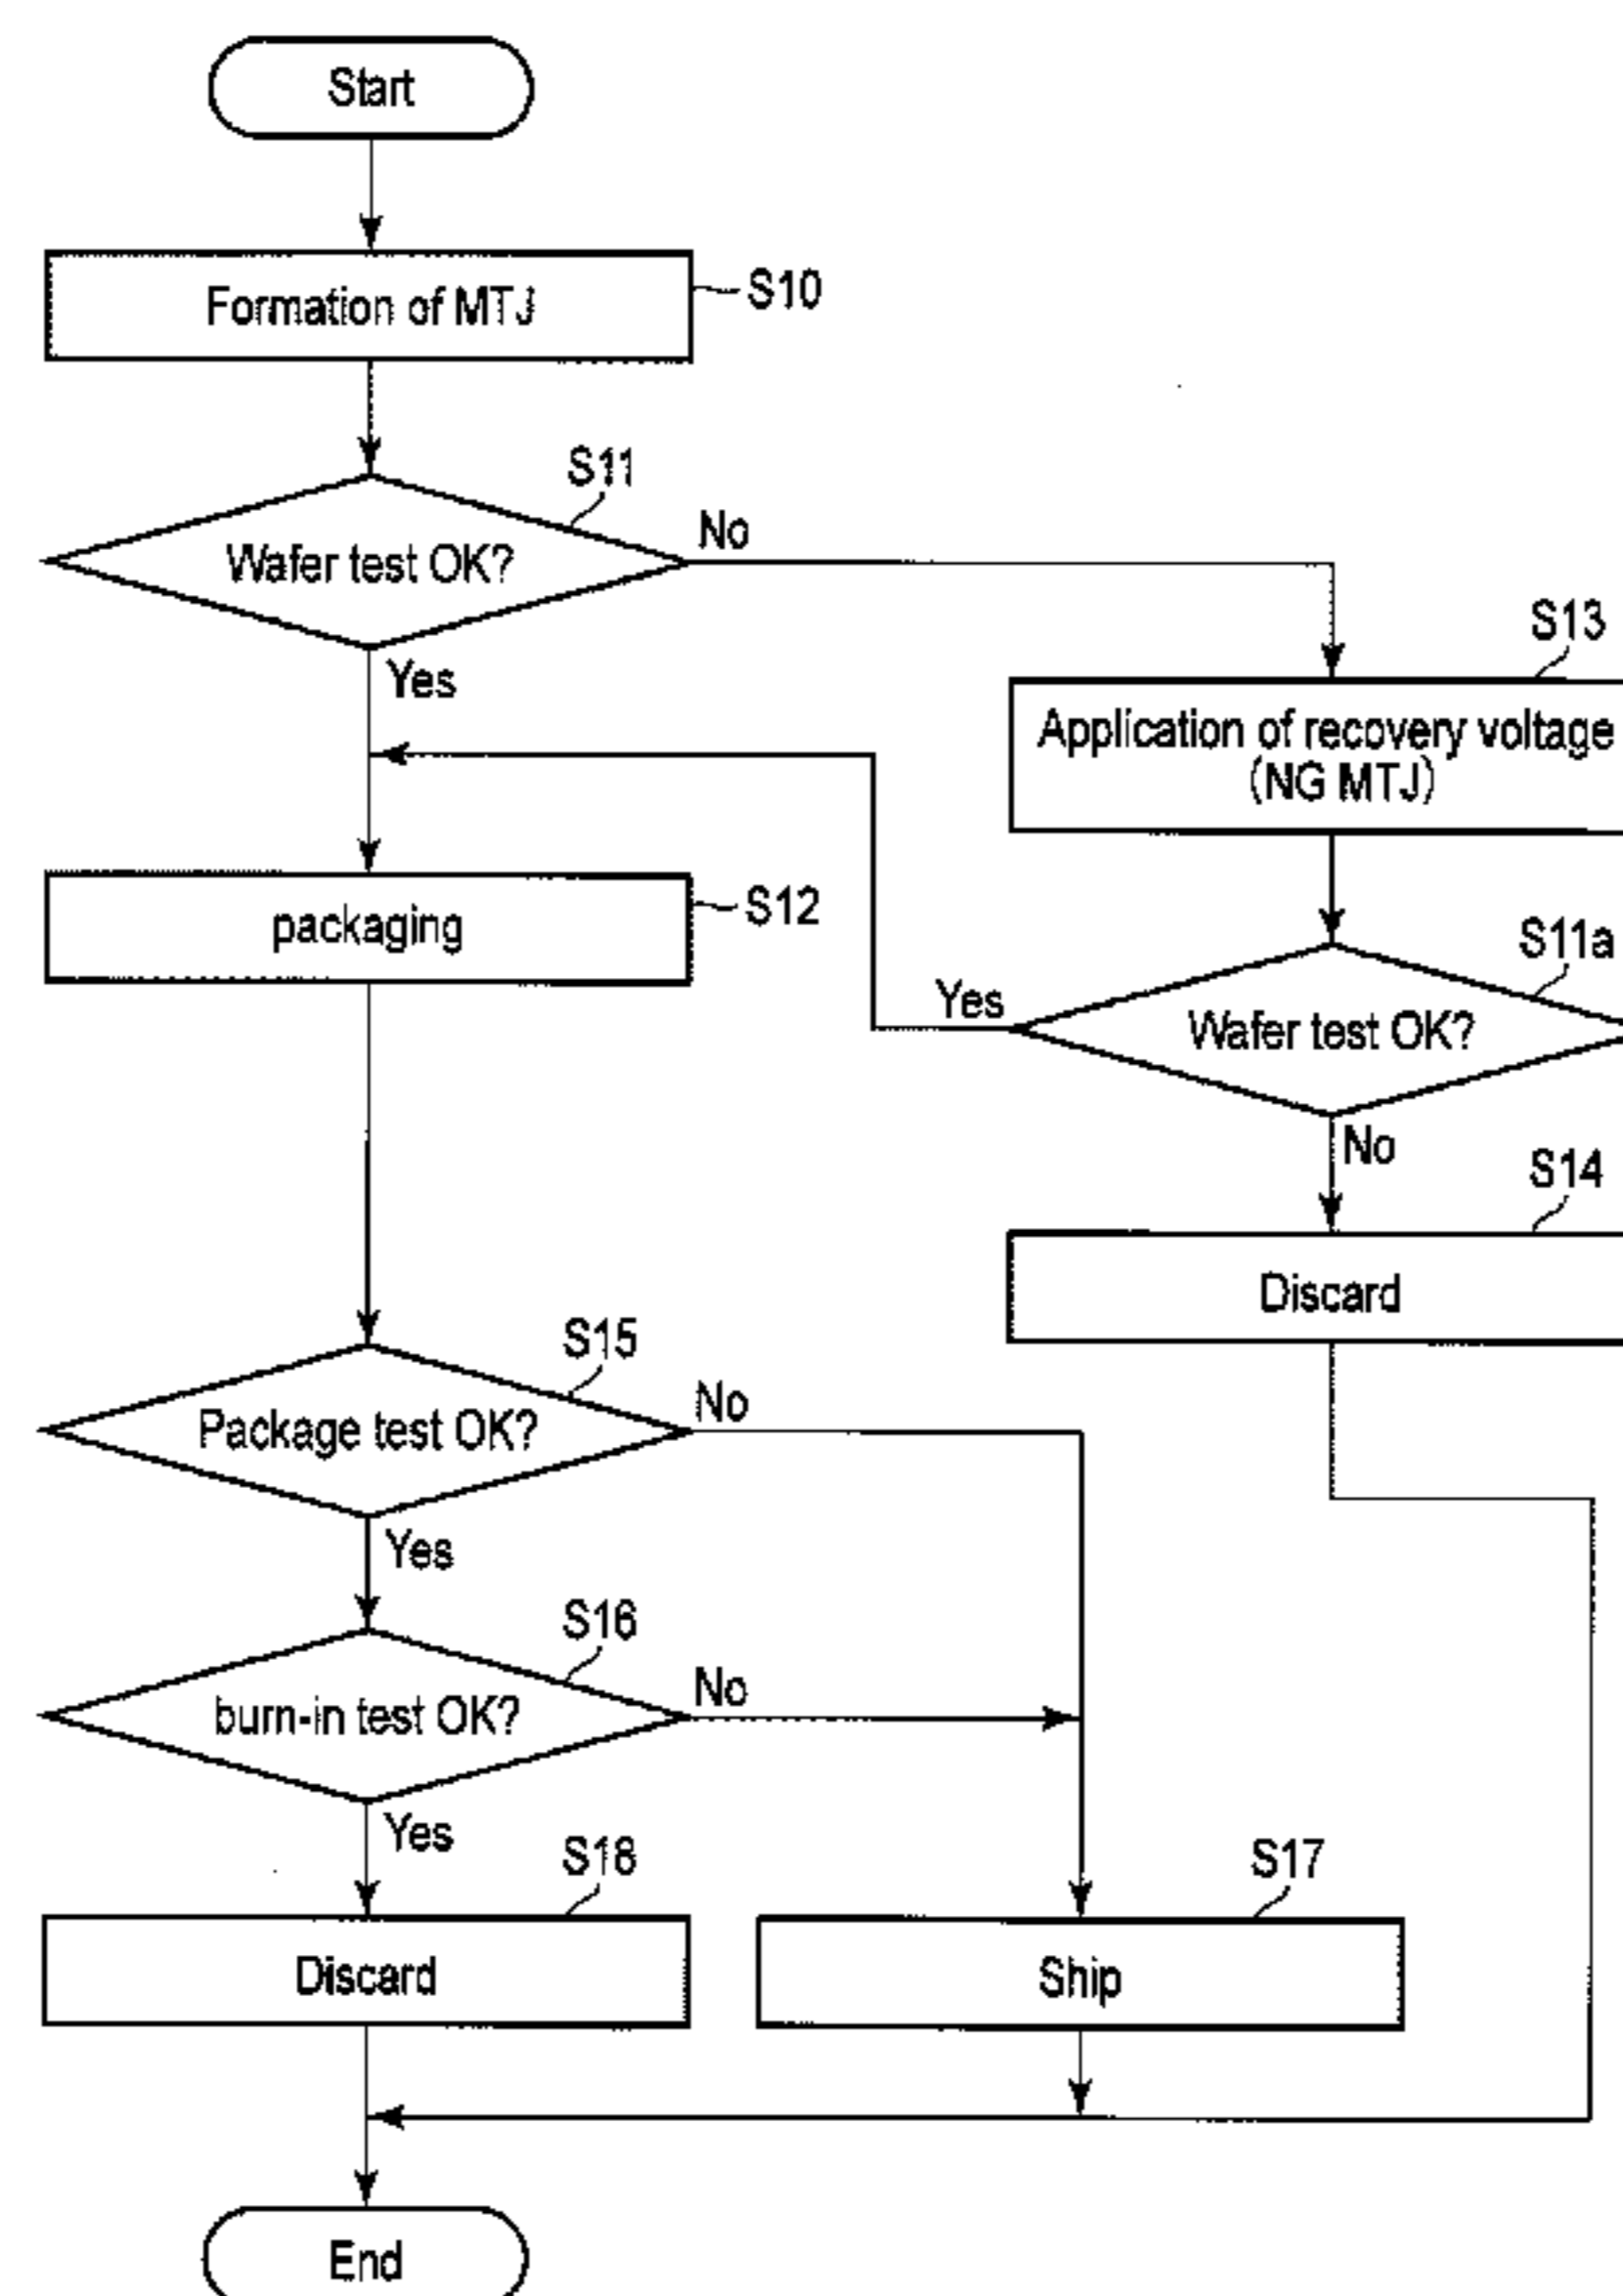 Start
Formation of MTJ
S10
S11
Wafer test OK?
No
Yes
S13
Application of recovery voltage
(NG MTJ)
packaging
S12
S11a
Yes
Wafer test OK?
No
S14
Discard
S15
Package test OK?
No
Yes
S16
burn-in test OK?
No
Yes
S18
Discard
S17
Ship
End